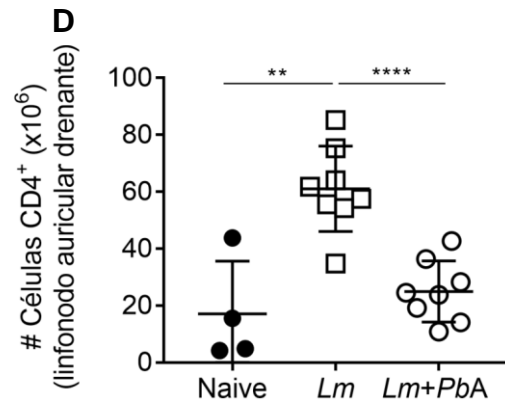 D
# Células CD4⁺ (x10⁶)
(linfonodo auricular drenante)
** ****
100
80
60
40
20
0
Naive Lm Lm+PbA